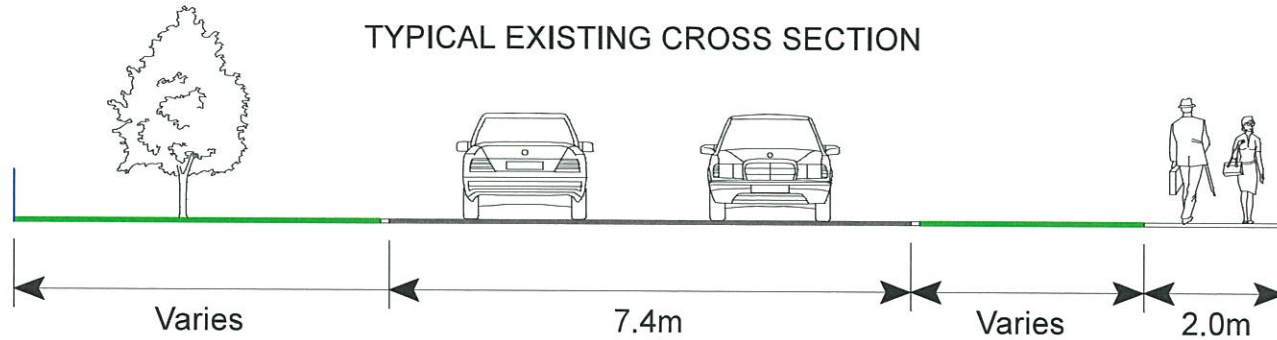 TYPICAL EXISTING CROSS SECTION
Varies
7.4m
Varies
2.0m